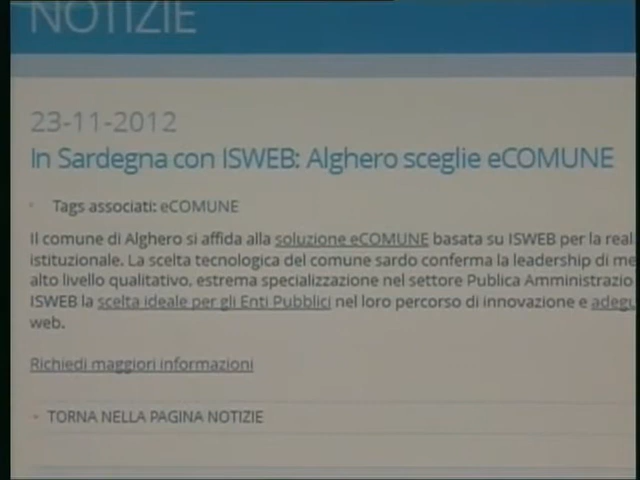 NOTIZIE
23-11-2012
In Sardegna con ISWEB: Alghero sceglie eCOMUNE
Tags associati: eCOMUNE
Il comune di Alghero si affida alla soluzione eCOMUNE basata su ISWEB per la real
istituzionale. La scelta tecnologica del comune sardo conferma la leadership di me
alto livello qualitativo, estrema specializzazione nel settore Pubblica Amministrazio
ISWEB la scelta ideale per gli Enti Pubblici nel loro percorso di innovazione e adegu
web.
Richiedi maggiori informazioni
TORNA NELLA PAGINA NOTIZIE